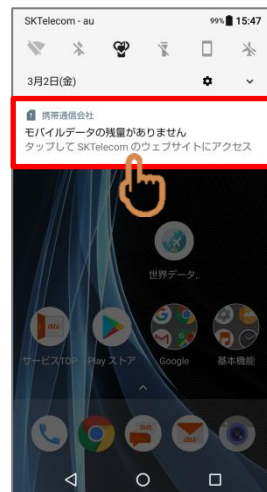 SKTelecom - au 99% 15:47
3月2日(金)
携帯通信会社
モバイルデータの残量がありません
タップして SKTelecom のウェブサイトにアクセス
世界データ..
au
サービスTOP Play ストア Google 基本機能
SMS